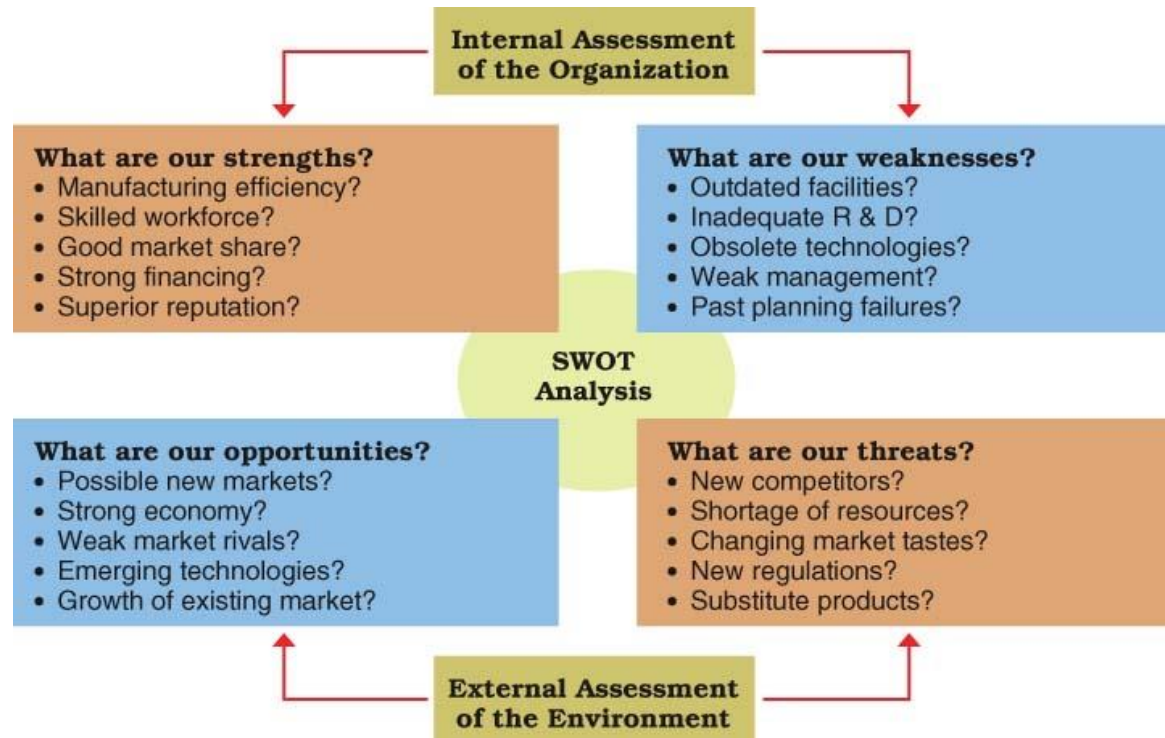 Internal Assessment
of the Organization
What are our strengths?
• Manufacturing efficiency?
• Skilled workforce?
• Good market share?
• Strong financing?
• Superior reputation?
What are our weaknesses?
• Outdated facilities?
• Inadequate R & D?
• Obsolete technologies?
• Weak management?
• Past planning failures?
SWOT
Analysis
What are our opportunities?
• Possible new markets?
• Strong economy?
• Weak market rivals?
• Emerging technologies?
• Growth of existing market?
What are our threats?
• New competitors?
• Shortage of resources?
• Changing market tastes?
• New regulations?
• Substitute products?
External Assessment
of the Environment